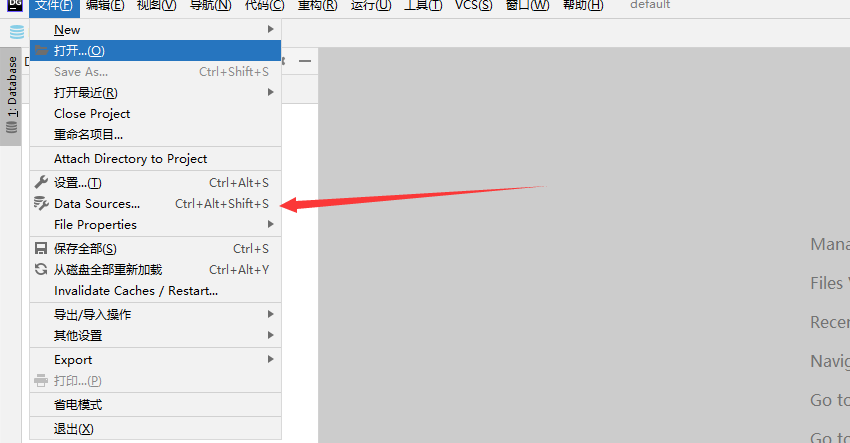 DG 文件(F) 编辑(E) 视图(V) 导航(N) 代码(C) 重构(R) 运行(U) 工具(T) VCS(S) 窗口(W) 帮助(H) default
1: Database
New
打开...(O)
Save As... Ctrl+Shift+S
打开最近(R)
Close Project
重命名项目...
Attach Directory to Project
设置...(T) Ctrl+Alt+S
Data Sources... Ctrl+Alt+Shift+S
File Properties
保存全部(S) Ctrl+S
从磁盘全部重新加载 Ctrl+Alt+Y
Invalidate Caches / Restart...
导出/导入操作
其他设置
Export
打印...(P)
省电模式
退出(X)
Mana
Files
Recer
Navig
Go to
Go to